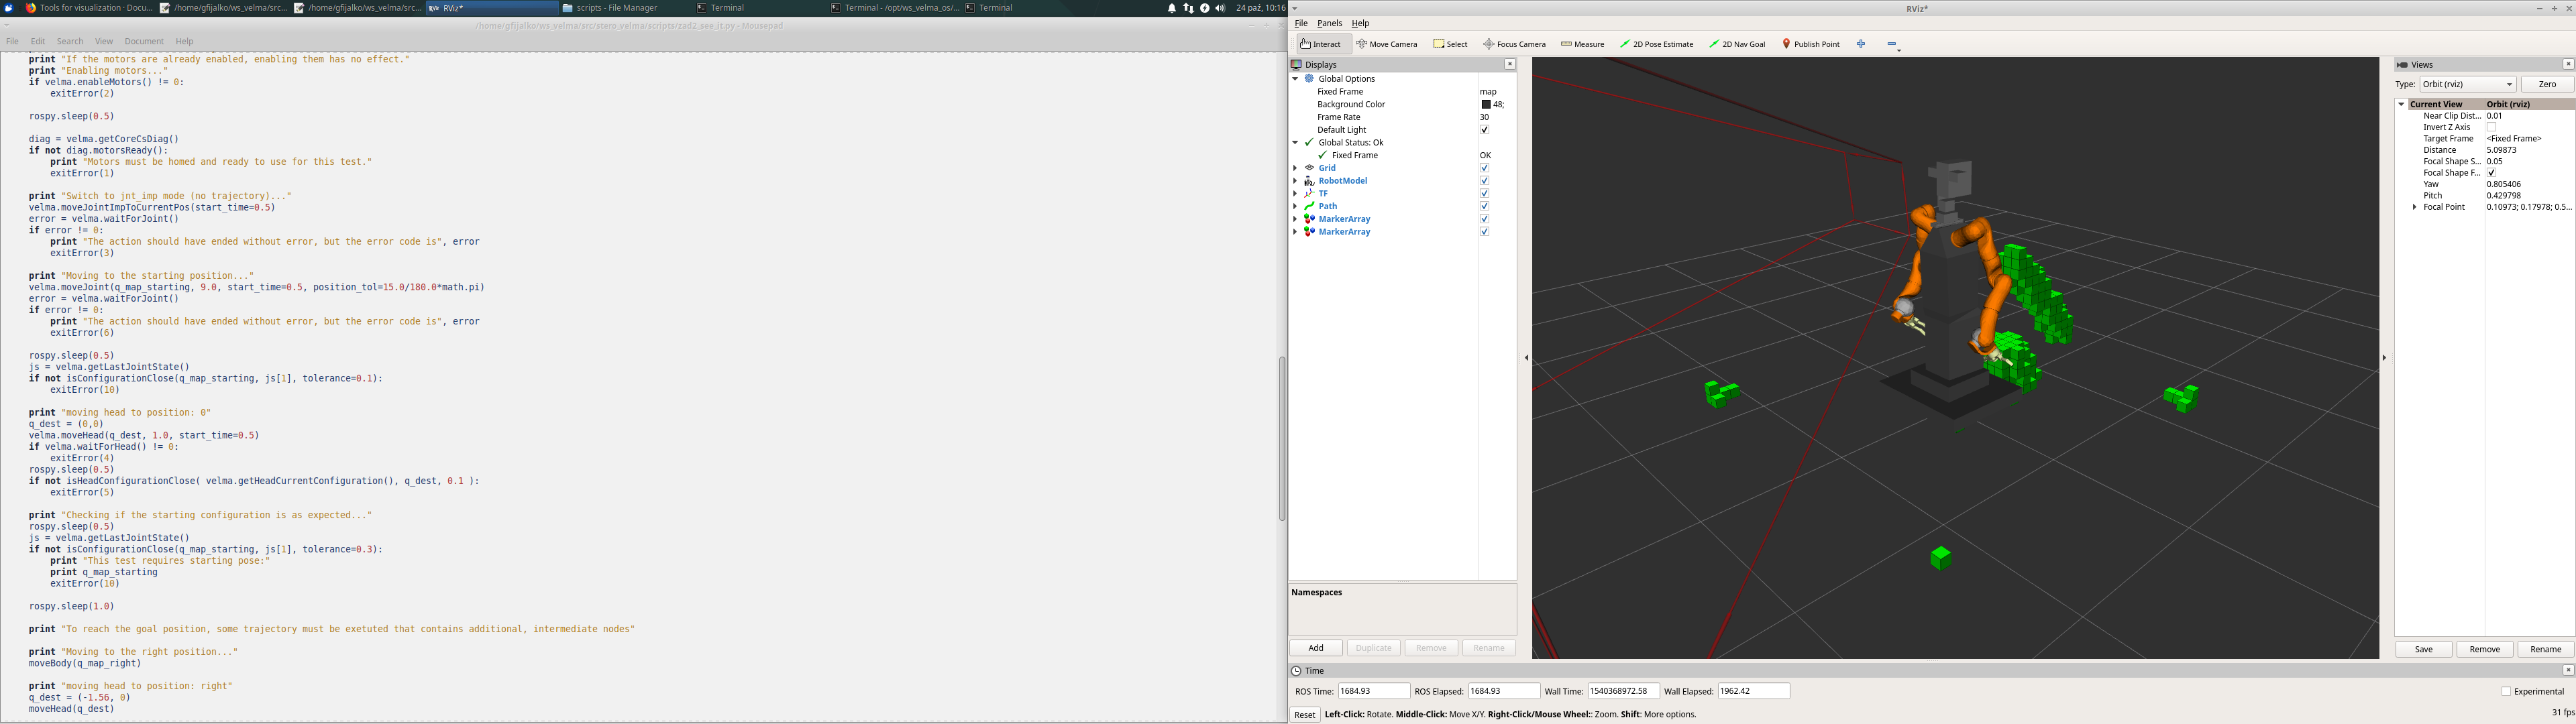 Tools for visualization · Docu...
/home/gfijalko/ws_velma/src...
/home/gfijalko/ws_velma/src...
RViz*
scripts - File Manager
Terminal
Terminal - /opt/ws_velma_os/...
Terminal
24 paź, 10:16
/home/gfijalko/ws_velma/src/stero_velma/scripts/zad2_see_it.py - Mousepad
File Edit Search View Document Help
print "If the motors are already enabled, enabling them has no effect."
print "Enabling motors..."
if velma.enableMotors() != 0:
exitError(2)
rospy.sleep(0.5)
diag = velma.getCoreCsDiag()
if not diag.motorsReady():
print "Motors must be homed and ready to use for this test."
exitError(1)
print "Switch to jnt_imp mode (no trajectory)..."
velma.moveJointImpToCurrentPos(start_time=0.5)
error = velma.waitForJoint()
if error != 0:
print "The action should have ended without error, but the error code is", error
exitError(3)
print "Moving to the starting position..."
velma.moveJoint(q_map_starting, 9.0, start_time=0.5, position_tol=15.0/180.0*math.pi)
error = velma.waitForJoint()
if error != 0:
print "The action should have ended without error, but the error code is", error
exitError(6)
rospy.sleep(0.5)
js = velma.getLastJointState()
if not isConfigurationClose(q_map_starting, js[1], tolerance=0.1):
exitError(10)
print "moving head to position: 0"
q_dest = (0,0)
velma.moveHead(q_dest, 1.0, start_time=0.5)
if velma.waitForHead() != 0:
exitError(4)
rospy.sleep(0.5)
if not isHeadConfigurationClose( velma.getHeadCurrentConfiguration(), q_dest, 0.1 ):
exitError(5)
print "Checking if the starting configuration is as expected..."
rospy.sleep(0.5)
js = velma.getLastJointState()
if not isConfigurationClose(q_map_starting, js[1], tolerance=0.3):
print "This test requires starting pose:"
print q_map_starting
exitError(10)
rospy.sleep(1.0)
print "To reach the goal position, some trajectory must be exetuted that contains additional, intermediate nodes"
print "Moving to the right position..."
moveBody(q_map_right)
print "moving head to position: right"
q_dest = (-1.56, 0)
moveHead(q_dest)
RViz*
File Panels Help
Interact Move Camera Select Focus Camera Measure 2D Pose Estimate 2D Nav Goal Publish Point
Displays
Global Options
Fixed Frame map
Background Color 48;
Frame Rate 30
Default Light
Global Status: Ok
Fixed Frame OK
Grid
RobotModel
TF
Path
MarkerArray
MarkerArray
Namespaces
Add Duplicate Remove Rename
Views
Type: Orbit (rviz) Zero
Current View Orbit (rviz)
Near Clip Dist... 0.01
Invert Z Axis
Target Frame <Fixed Frame>
Distance 5.09873
Focal Shape S... 0.05
Focal Shape F...
Yaw 0.805406
Pitch 0.429798
Focal Point 0.10973; 0.17978; 0.5...
Save Remove Rename
Time
ROS Time: 1684.93 ROS Elapsed: 1684.93 Wall Time: 1540368972.58 Wall Elapsed: 1962.42 Experimental
Reset Left-Click: Rotate. Middle-Click: Move X/Y. Right-Click/Mouse Wheel:: Zoom. Shift: More options. 31 fps